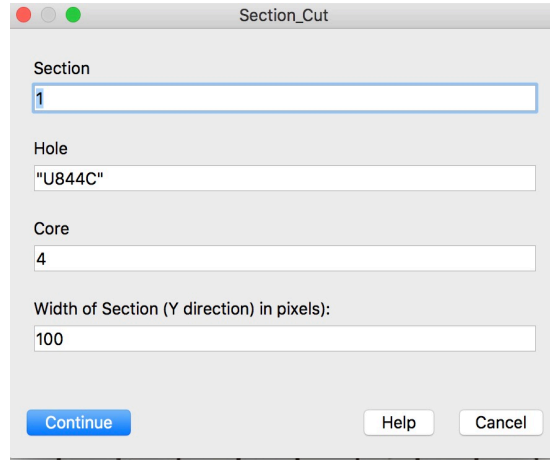 Section_Cut
Section
1
Hole
"U844C"
Core
4
Width of Section (Y direction) in pixels):
100
Continue
Help
Cancel